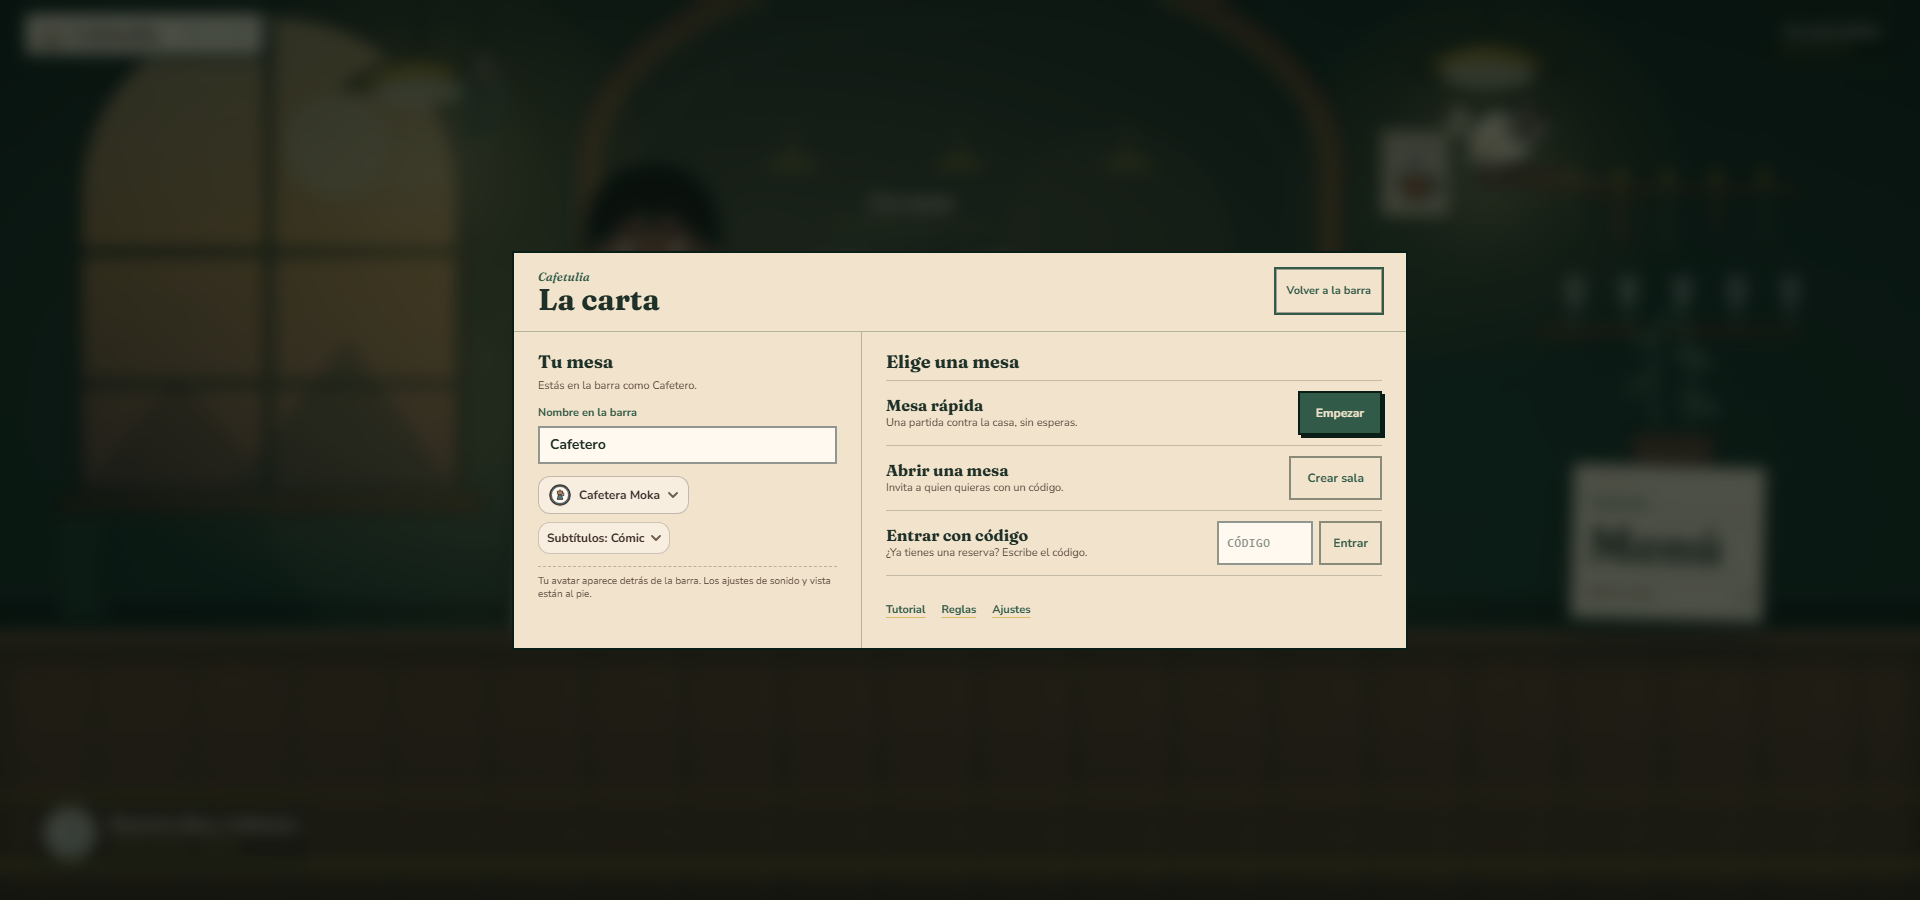 Cafetulia
La carta
Volver a la barra
Tu mesa
Estás en la barra como Cafetero.
Nombre en la barra
Cafetero
Cafetera Moka
Subtítulos: Cómic
Tu avatar aparece detrás de la barra. Los ajustes de sonido y vista
están al pie.
Elige una mesa
Mesa rápida
Una partida contra la casa, sin esperas.
Empezar
Abrir una mesa
Invita a quien quieras con un código.
Crear sala
Entrar con código
¿Ya tienes una reserva? Escribe el código.
CÓDIGO
Entrar
Tutorial
Reglas
Ajustes
Menú